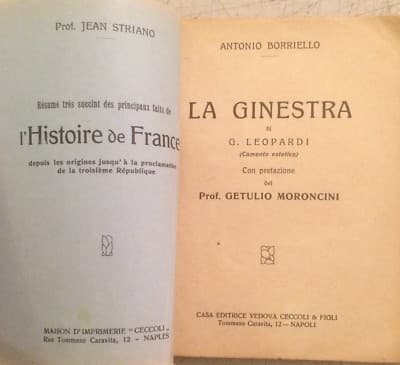 Prof. JEAN STRIANO
Résumé très succint des principaux faits de
l'Histoire de France
depuis les origines jusqu'à la proclamation
de la troisième République
MAISON D'IMPRIMERIE "CECCOLI"
Rue Tommaso Caravita, 12 - NAPLES
ANTONIO BORRIELLO
LA GINESTRA
di
G. LEOPARDI
(Comento estetico)
Con prefazione
del
Prof. GETULIO MORONCINI
CASA EDITRICE VEDOVA CECCOLI & FIGLI
Tommaso Caravita, 12 - NAPOLI